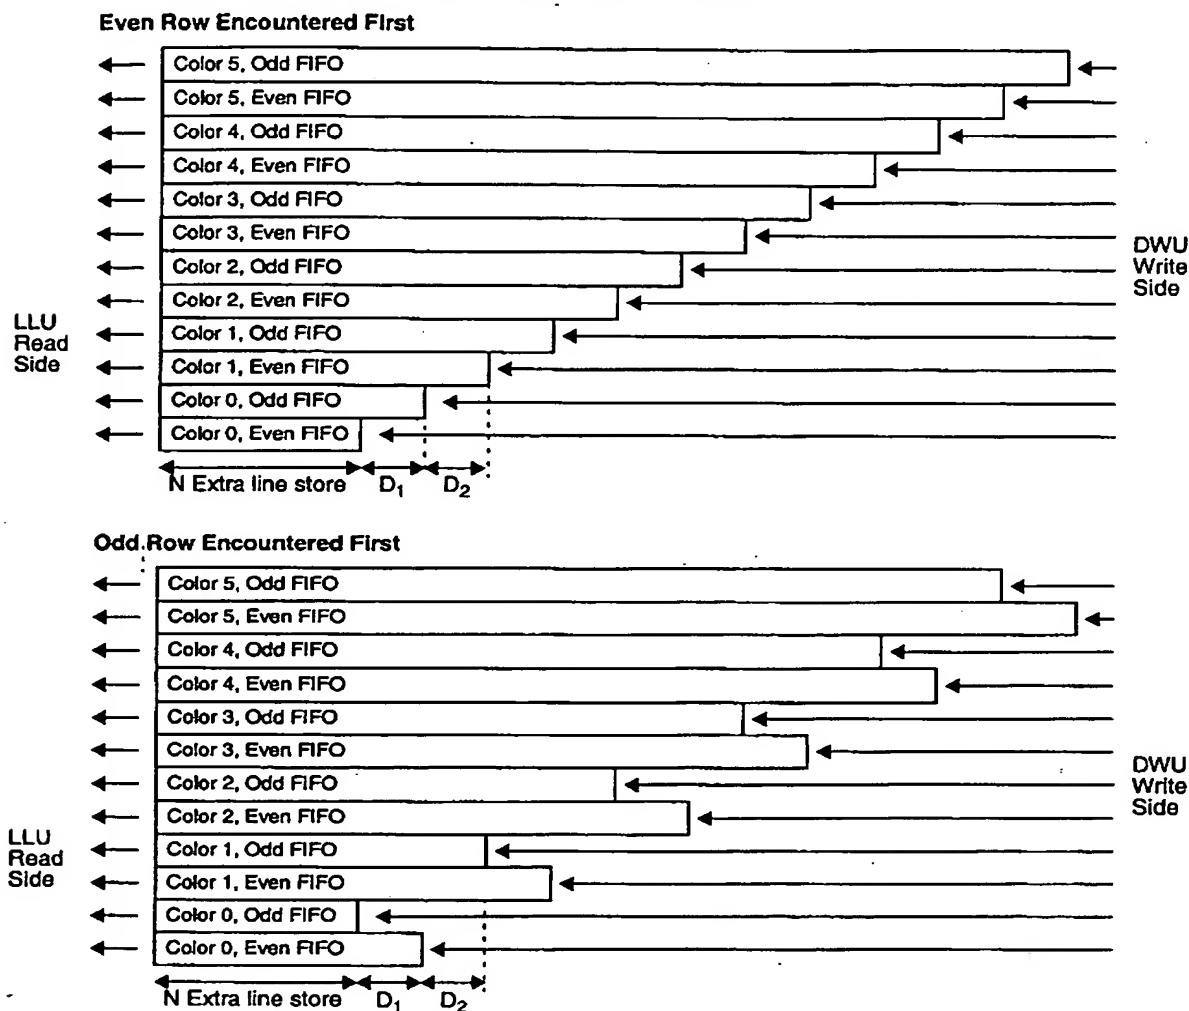 Even Row Encountered First
Color 5, Odd FIFO
Color 5, Even FIFO
Color 4, Odd FIFO
Color 4, Even FIFO
Color 3, Odd FIFO
Color 3, Even FIFO
Color 2, Odd FIFO
Color 2, Even FIFO
Color 1, Odd FIFO
Color 1, Even FIFO
Color 0, Odd FIFO
Color 0, Even FIFO
LLU
Read
Side
DWU
Write
Side
N Extra line store D₁ D₂
Odd Row Encountered First
Color 5, Odd FIFO
Color 5, Even FIFO
Color 4, Odd FIFO
Color 4, Even FIFO
Color 3, Odd FIFO
Color 3, Even FIFO
Color 2, Odd FIFO
Color 2, Even FIFO
Color 1, Odd FIFO
Color 1, Even FIFO
Color 0, Odd FIFO
Color 0, Even FIFO
LLU
Read
Side
DWU
Write
Side
N Extra line store D₁ D₂